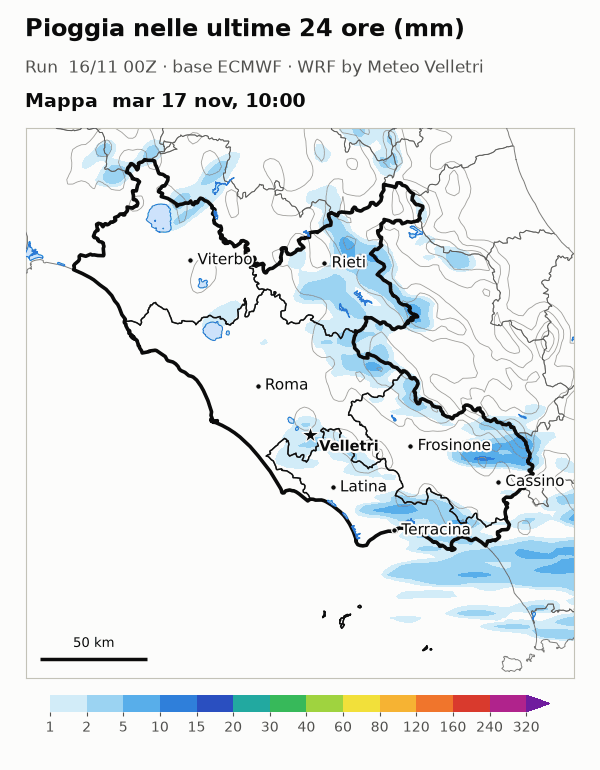 Pioggia nelle ultime 24 ore (mm)
Run 16/11 00Z · base ECMWF · WRF by Meteo Velletri
Mappa mar 17 nov, 10:00
Viterbo
Rieti
Roma
Velletri
Frosinone
Cassino
Latina
Terracina
50 km
1 2 5 10 15 20 30 40 60 80 120 160 240 320